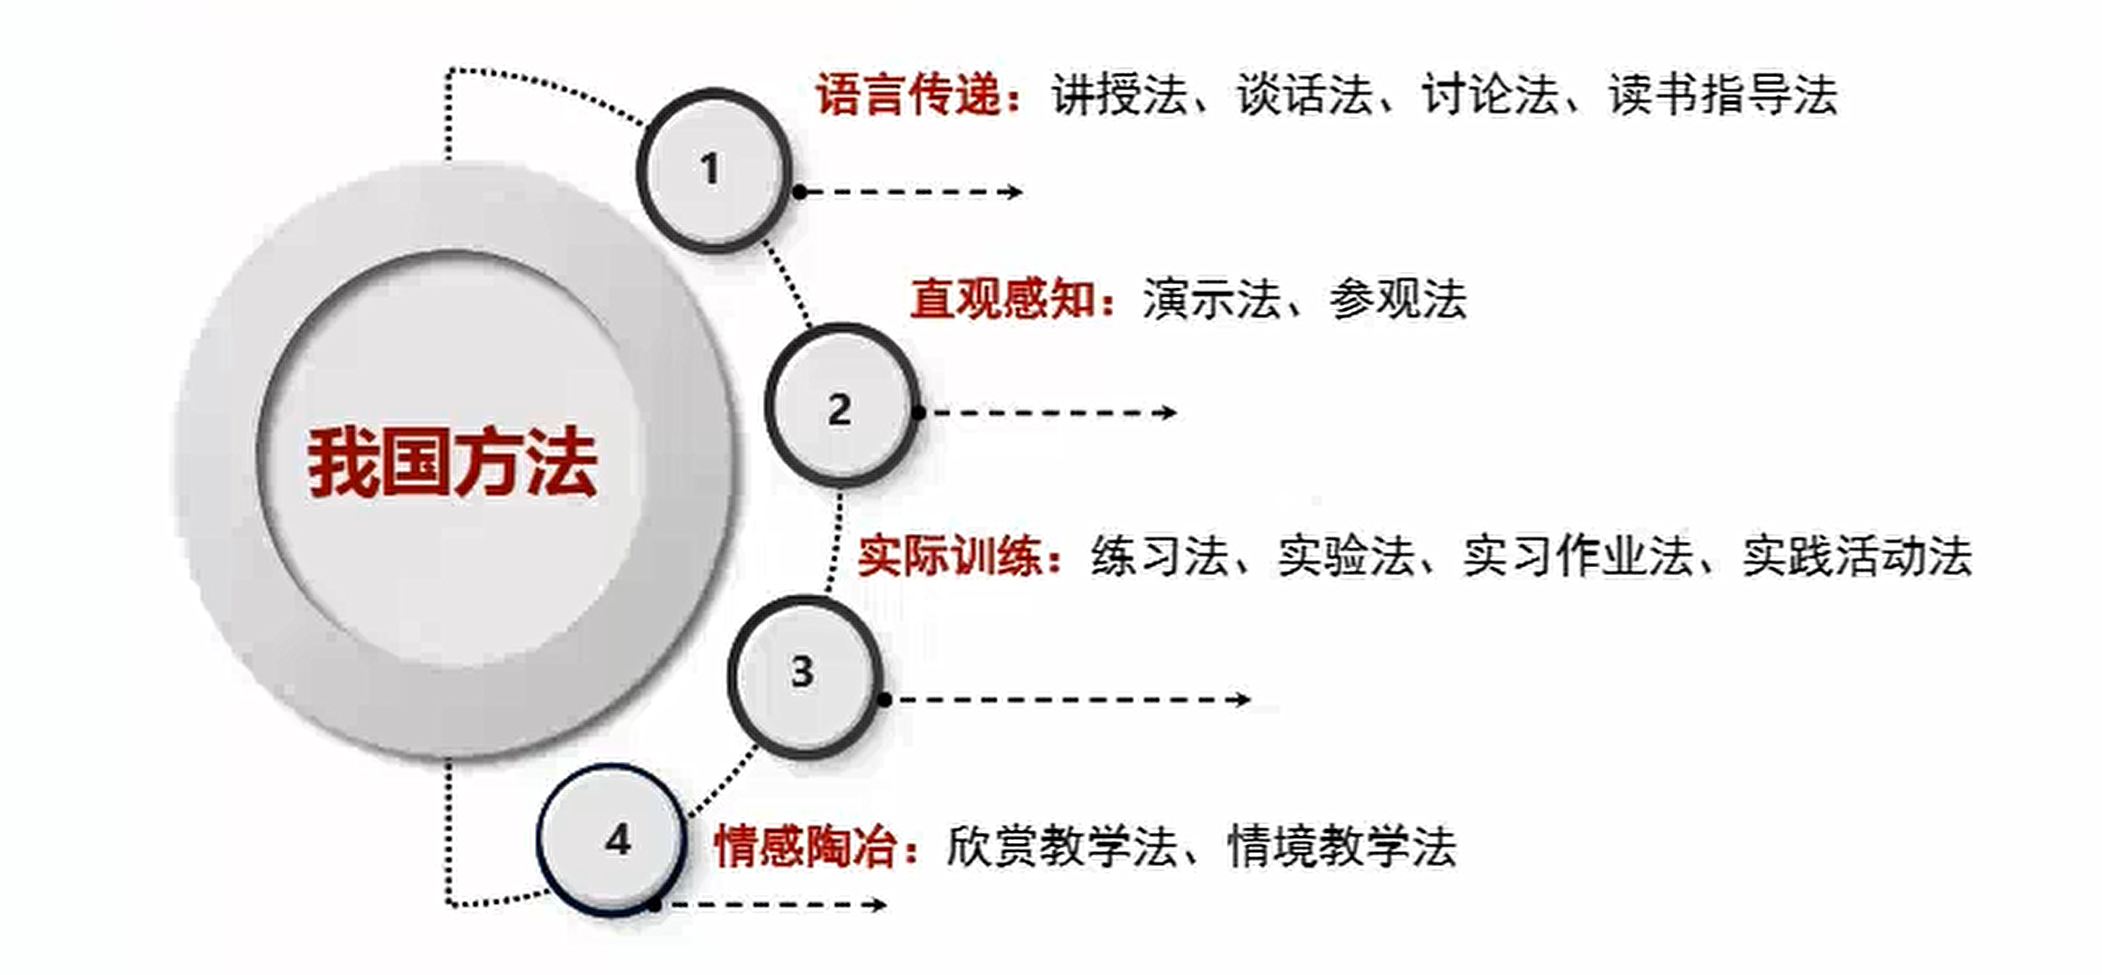 语言传递：讲授法、谈话法、讨论法、读书指导法
1
直观感知：演示法、参观法
2
我国方法
实际训练：练习法、实验法、实习作业法、实践活动法
3
4
情感陶冶：欣赏教学法、情境教学法